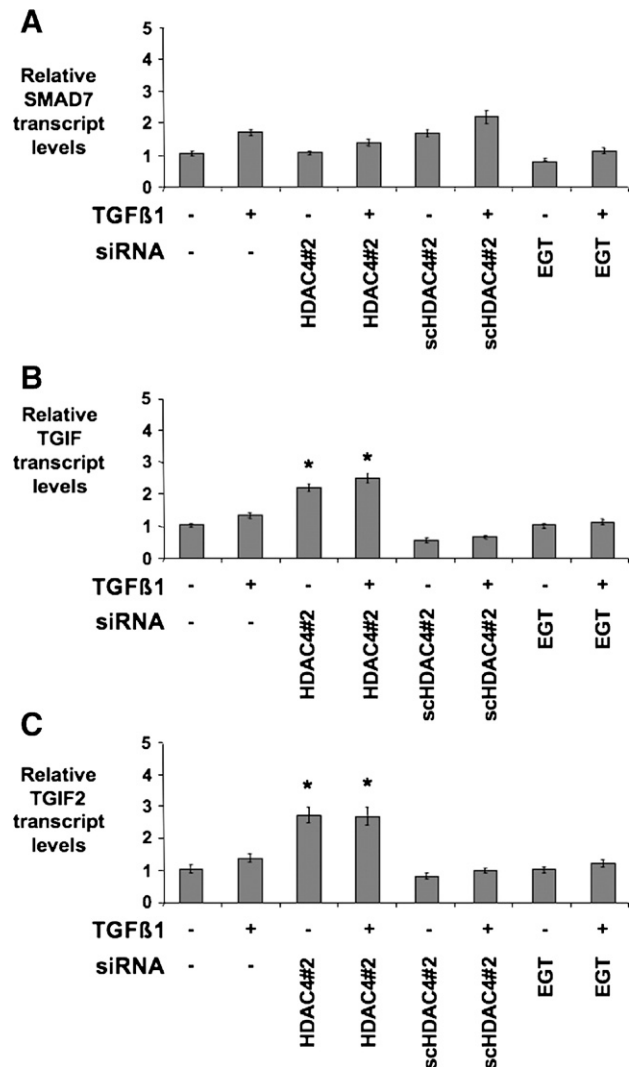 A
Relative
SMAD7
transcript
levels
5
4
3
2
1
0
TGFß1 - + - + - + - +
siRNA - - HDAC4#2 HDAC4#2 scHDAC4#2 scHDAC4#2 EGT EGT
B
Relative
TGIF
transcript
levels
5
4
3
2
1
0
* *
TGFß1 - + - + - + - +
siRNA - - HDAC4#2 HDAC4#2 scHDAC4#2 scHDAC4#2 EGT EGT
C
Relative
TGIF2
transcript
levels
5
4
3
2
1
0
* *
TGFß1 - + - + - + - +
siRNA - - HDAC4#2 HDAC4#2 scHDAC4#2 scHDAC4#2 EGT EGT